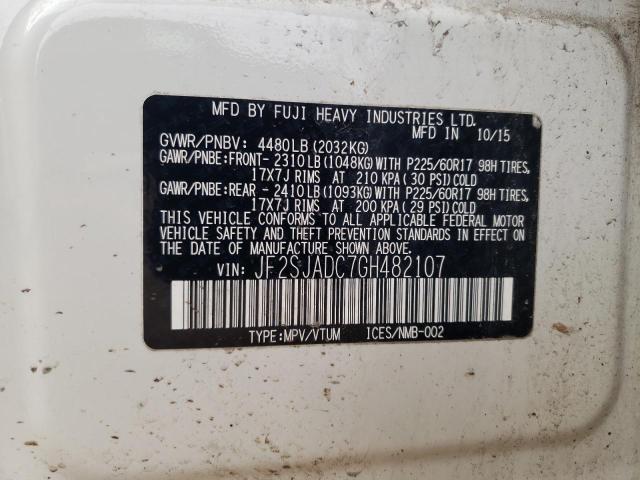 MFD BY FUJI HEAVY INDUSTRIES LTD.
MFD IN 10/15
GVWR/PNBV: 4480LB(2032KG)
GAWR/PNBE:FRONT- 2310LB(1048KG)WITH P225/60R17 98H TIRES,
17X7J RIMS AT 210 KPA(30 PSI)COLD
GAWR/PNBE:REAR - 2410LB(1093KG)WITH P225/60R17 98H TIRES,
17X7J RIMS AT 200 KPA(29 PSI)COLD
THIS VEHICLE CONFORMS TO ALL APPLICABLE FEDERAL MOTOR
VEHICLE SAFETY AND THEFT PREVENTION STANDARDS IN EFFECT
ON THE DATE OF MANUFACTURE SHOWN ABOVE.
VIN: JF2SJADC7GH482107
TYPE:MPV/VTUM ICES/NMB-002